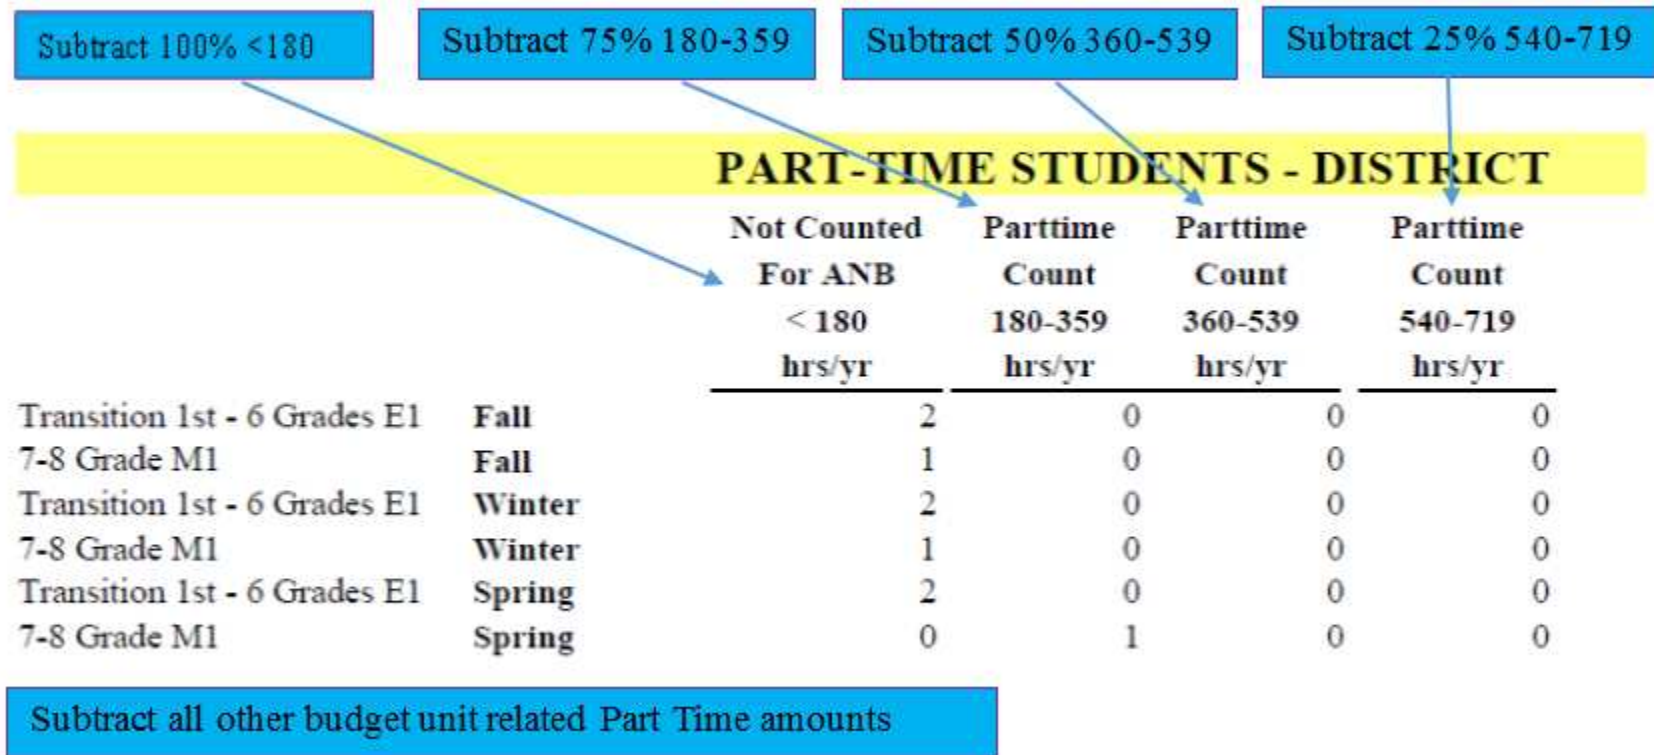 Subtract 100% <180
Subtract 75% 180-359
Subtract 50% 360-539
Subtract 25% 540-719
PART-TIME STUDENTS - DISTRICT
Not Counted Parttime Parttime Parttime
For ANB Count Count Count
< 180 180-359 360-539 540-719
hrs/yr hrs/yr hrs/yr hrs/yr
Transition 1st - 6 Grades E1 Fall 2 0 0 0
7-8 Grade M1 Fall 1 0 0 0
Transition 1st - 6 Grades E1 Winter 2 0 0 0
7-8 Grade M1 Winter 1 0 0 0
Transition 1st - 6 Grades E1 Spring 2 0 0 0
7-8 Grade M1 Spring 0 1 0 0
Subtract all other budget unit related Part Time amounts